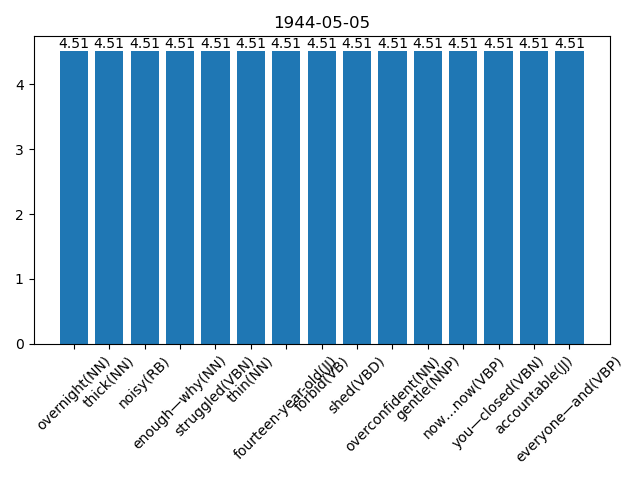 1944-05-05
4.51 4.51 4.51 4.51 4.51 4.51 4.51 4.51 4.51 4.51 4.51 4.51 4.51 4.51 4.51
4
3
2
1
0
overnight(NN)
thick(NN)
noisy(RB)
enough—why(NN)
struggled(VBN)
thin(NN)
fourteen-year-old(JJ)
forbid(VB)
shed(VBD)
overconfident(NN)
gentle(NNP)
now...now(VBP)
you—closed(VBN)
accountable(JJ)
everyone—and(VBP)